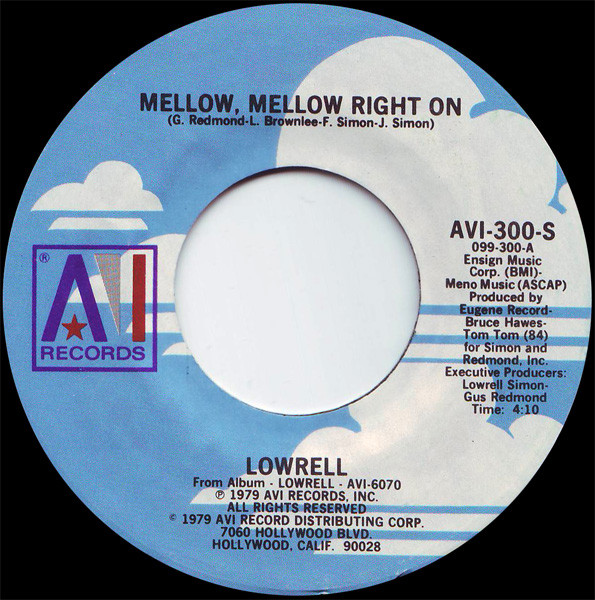 MELLOW, MELLOW RIGHT ON
(G. Redmond-L. Brownlee-F. Simon-J. Simon)
AVI-300-S
099-300-A
Ensign Music
Corp. (BMI)-
Meno Music (ASCAP)
Produced by
Eugene Record-
Bruce Hawes-
Tom Tom (84)
for Simon and
Redmond, Inc.
Executive Producers:
Lowrell Simon-
Gus Redmond
Time: 4:10
® AVI
RECORDS
LOWRELL
From Album - LOWRELL - AVI-6070
℗ 1979 AVI RECORDS, INC.
ALL RIGHTS RESERVED
© 1979 AVI RECORD DISTRIBUTING CORP.
7060 HOLLYWOOD BLVD.
HOLLYWOOD, CALIF. 90028